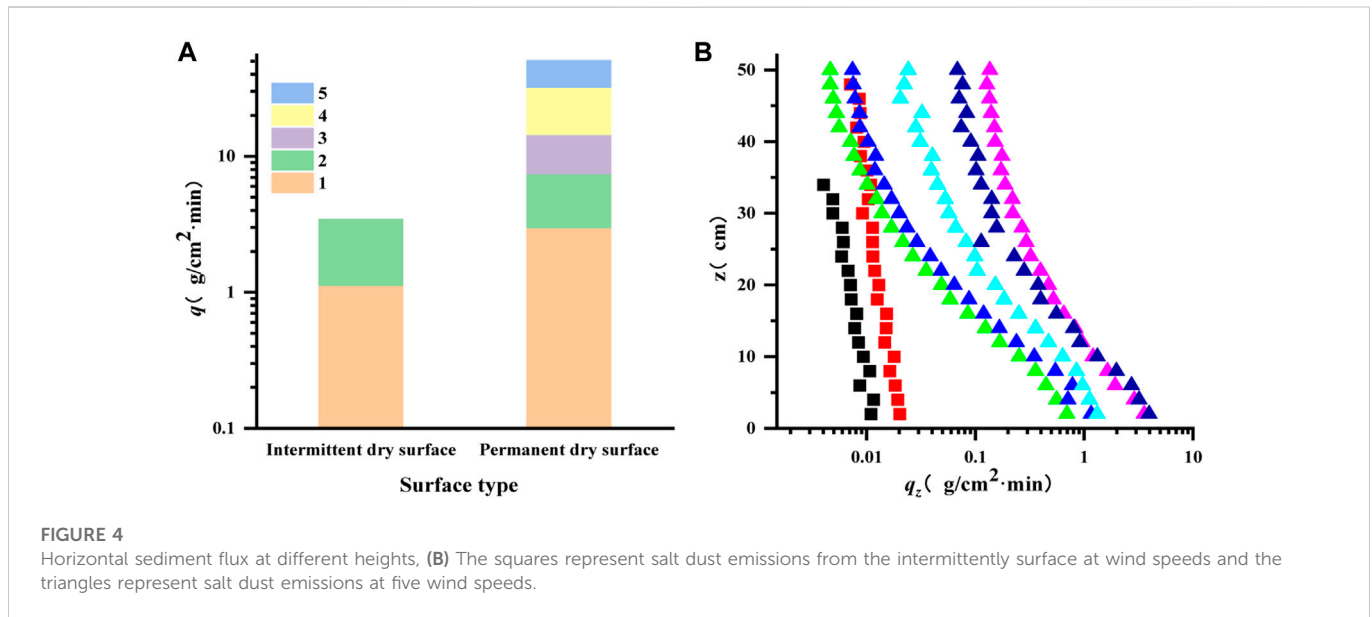 A
5
4
3
2
1
10
1
0.1
q( g/cm²·min)
Intermittent dry surface Permanent dry surface
Surface type
B
50
40
30
20
10
0
z( cm)
0.01 0.1 1 10
q_z( g/cm²·min)
FIGURE 4
Horizontal sediment flux at different heights, (B) The squares represent salt dust emissions from the intermittently surface at wind speeds and the
triangles represent salt dust emissions at five wind speeds.